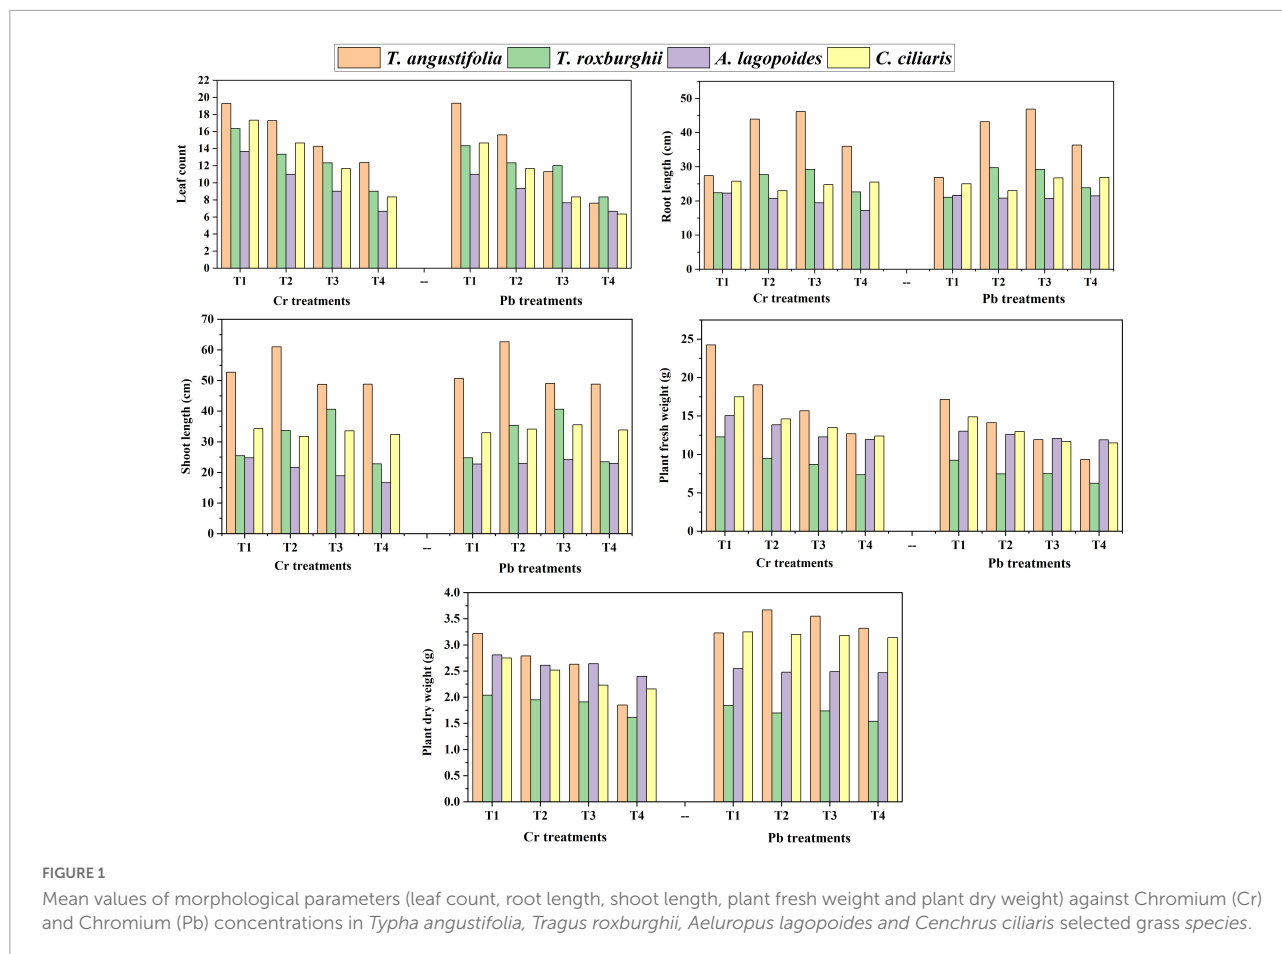 T. angustifolia T. roxburghii A. lagopoides C. ciliaris
22
20
18
16
14
12
10
8
6
4
2
0
Leaf count
T1 T2 T3 T4 -- T1 T2 T3 T4
Cr treatments Pb treatments
50
40
30
20
10
0
Root length (cm)
T1 T2 T3 T4 -- T1 T2 T3 T4
Cr treatments Pb treatments
70
60
50
40
30
20
10
0
Shoot length (cm)
T1 T2 T3 T4 -- T1 T2 T3 T4
Cr treatments Pb treatments
25
20
15
10
5
0
Plant fresh weight (g)
T1 T2 T3 T4 -- T1 T2 T3 T4
Cr treatments Pb treatments
4.0
3.5
3.0
2.5
2.0
1.5
1.0
0.5
0.0
Plant dry weight (g)
T1 T2 T3 T4 -- T1 T2 T3 T4
Cr treatments Pb treatments
FIGURE 1
Mean values of morphological parameters (leaf count, root length, shoot length, plant fresh weight and plant dry weight) against Chromium (Cr)
and Chromium (Pb) concentrations in Typha angustifolia, Tragus roxburghii, Aeluropus lagopoides and Cenchrus ciliaris selected grass species.